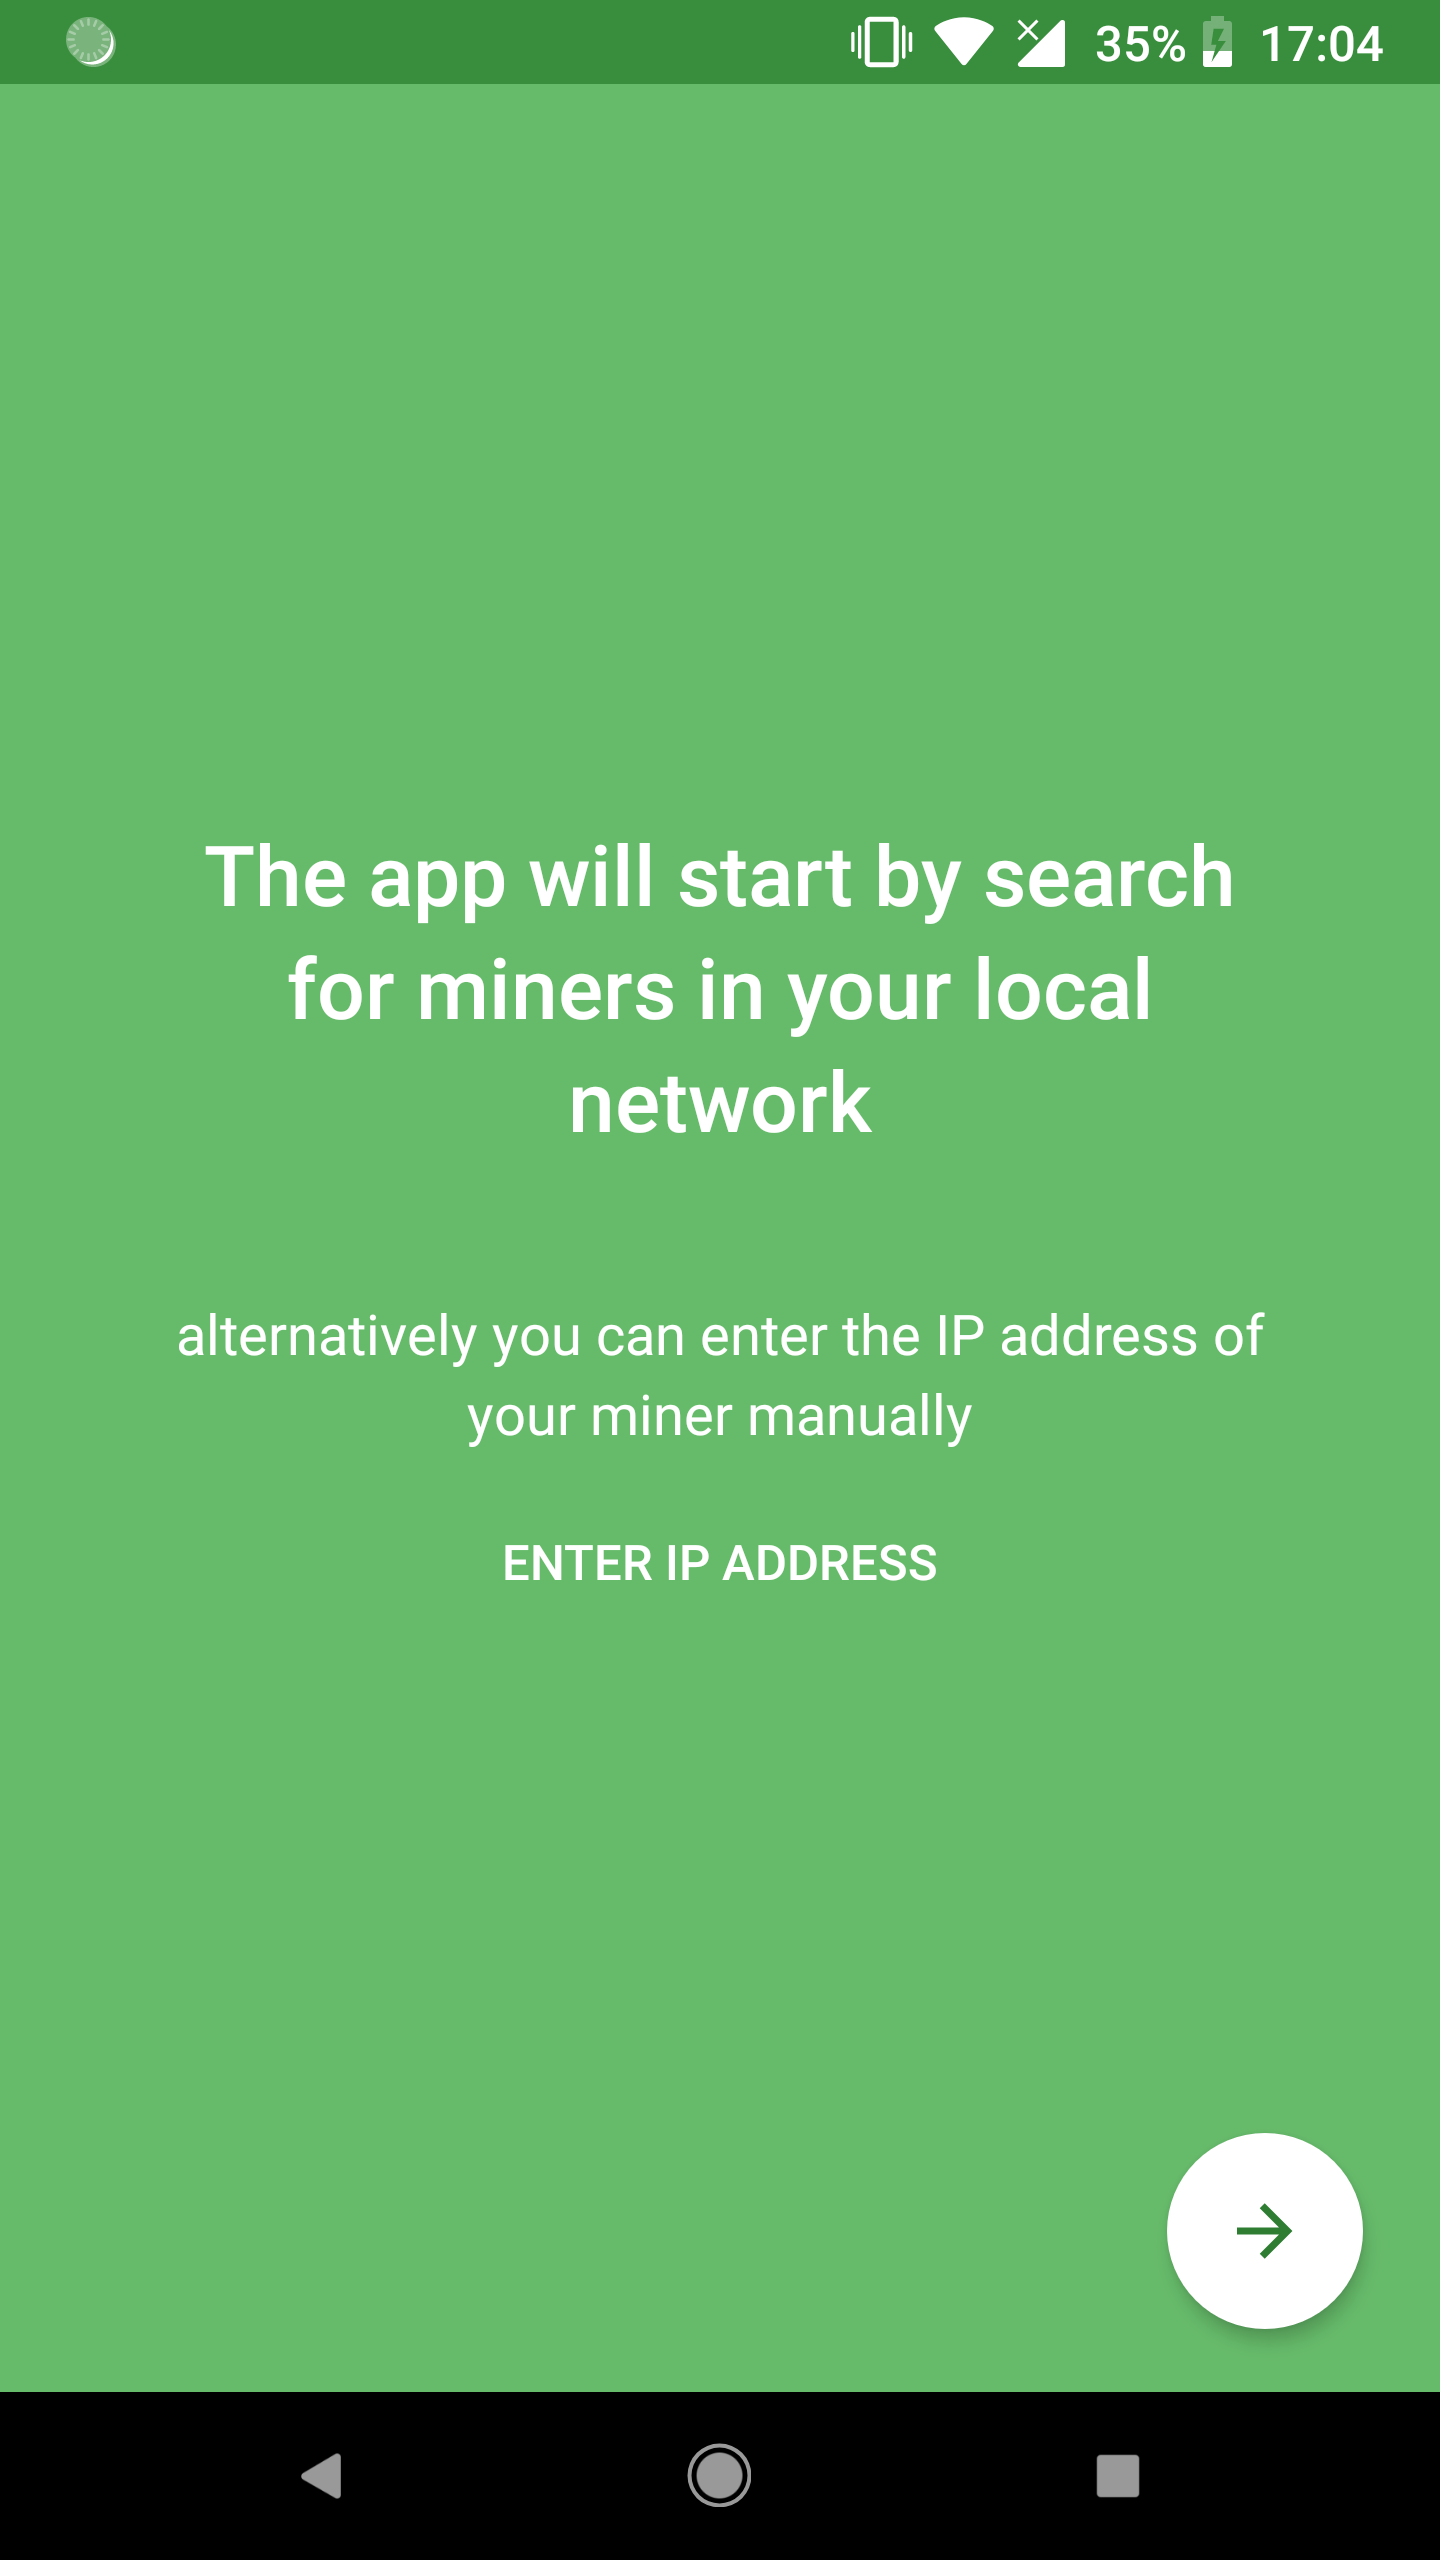 35% 17:04
The app will start by search
for miners in your local
network
alternatively you can enter the IP address of
your miner manually
ENTER IP ADDRESS